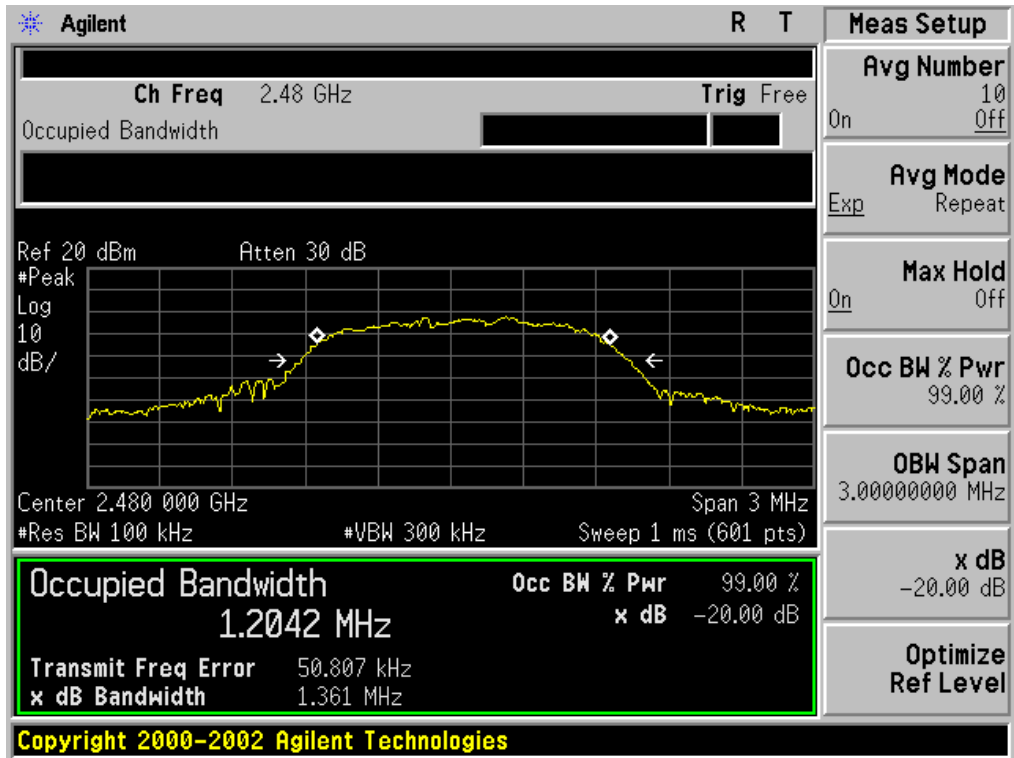 Agilent R T
Ch Freq 2.48 GHz Trig Free
Occupied Bandwidth
Ref 20 dBm Atten 30 dB
#Peak
Log
10
dB/
Center 2.480 000 GHz Span 3 MHz
#Res BW 100 kHz #VBW 300 kHz Sweep 1 ms (601 pts)
Occupied Bandwidth
1.2042 MHz
Occ BW % Pwr 99.00 %
x dB -20.00 dB
Transmit Freq Error 50.807 kHz
x dB Bandwidth 1.361 MHz
Copyright 2000-2002 Agilent Technologies
Meas Setup
Avg Number
10
On Off
Avg Mode
Exp Repeat
Max Hold
On Off
Occ BW % Pwr
99.00 %
OBW Span
3.00000000 MHz
x dB
-20.00 dB
Optimize
Ref Level